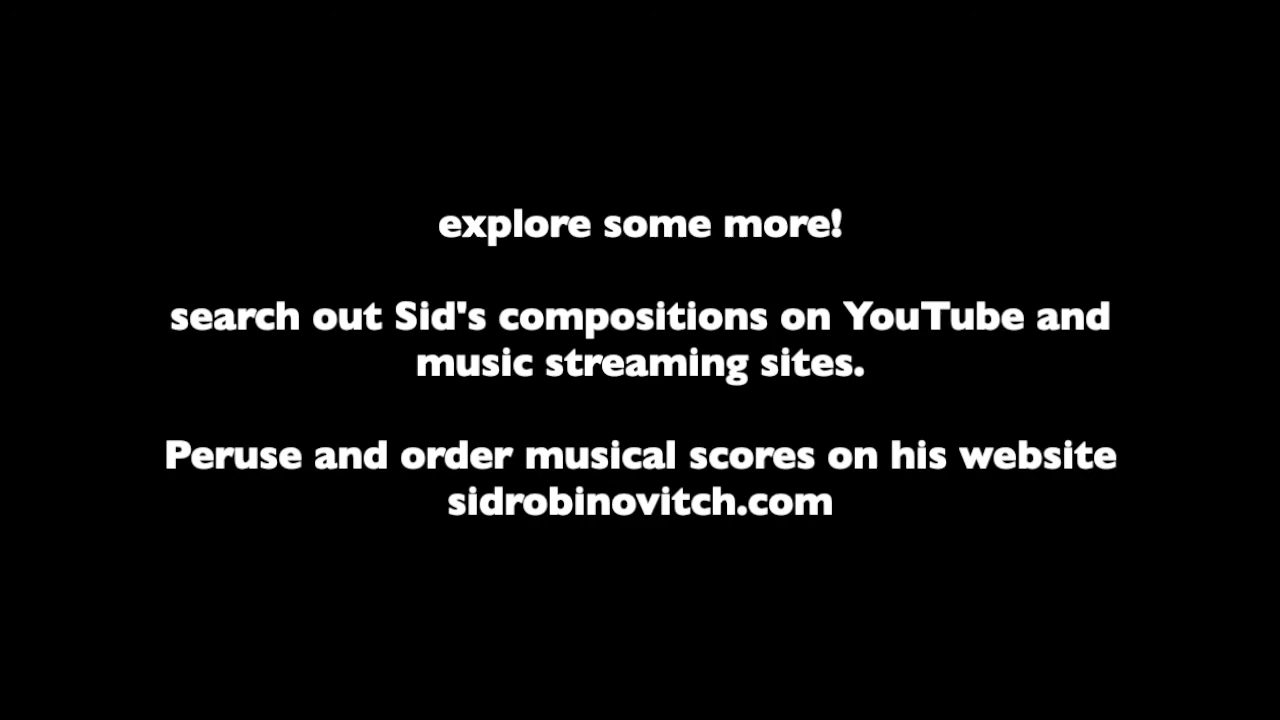 explore some more!
search out Sid's compositions on YouTube and
music streaming sites.
Peruse and order musical scores on his website
sidrobinovitch.com